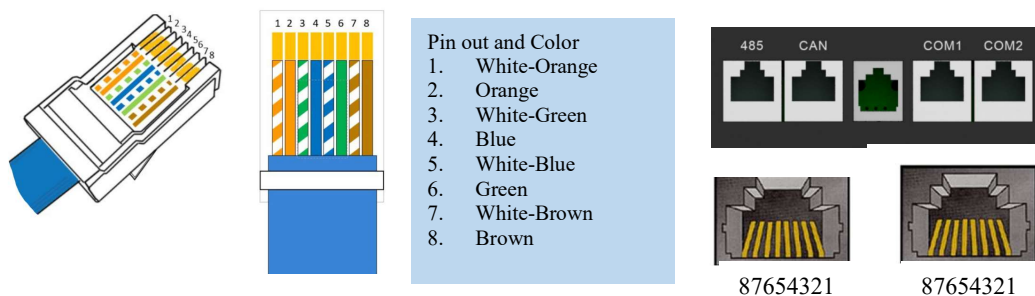 1 2 3 4 5 6 7 8
1 2 3 4 5 6 7 8
Pin out and Color
1. White-Orange
2. Orange
3. White-Green
4. Blue
5. White-Blue
6. Green
7. White-Brown
8. Brown
485 CAN COM1 COM2
87654321 87654321